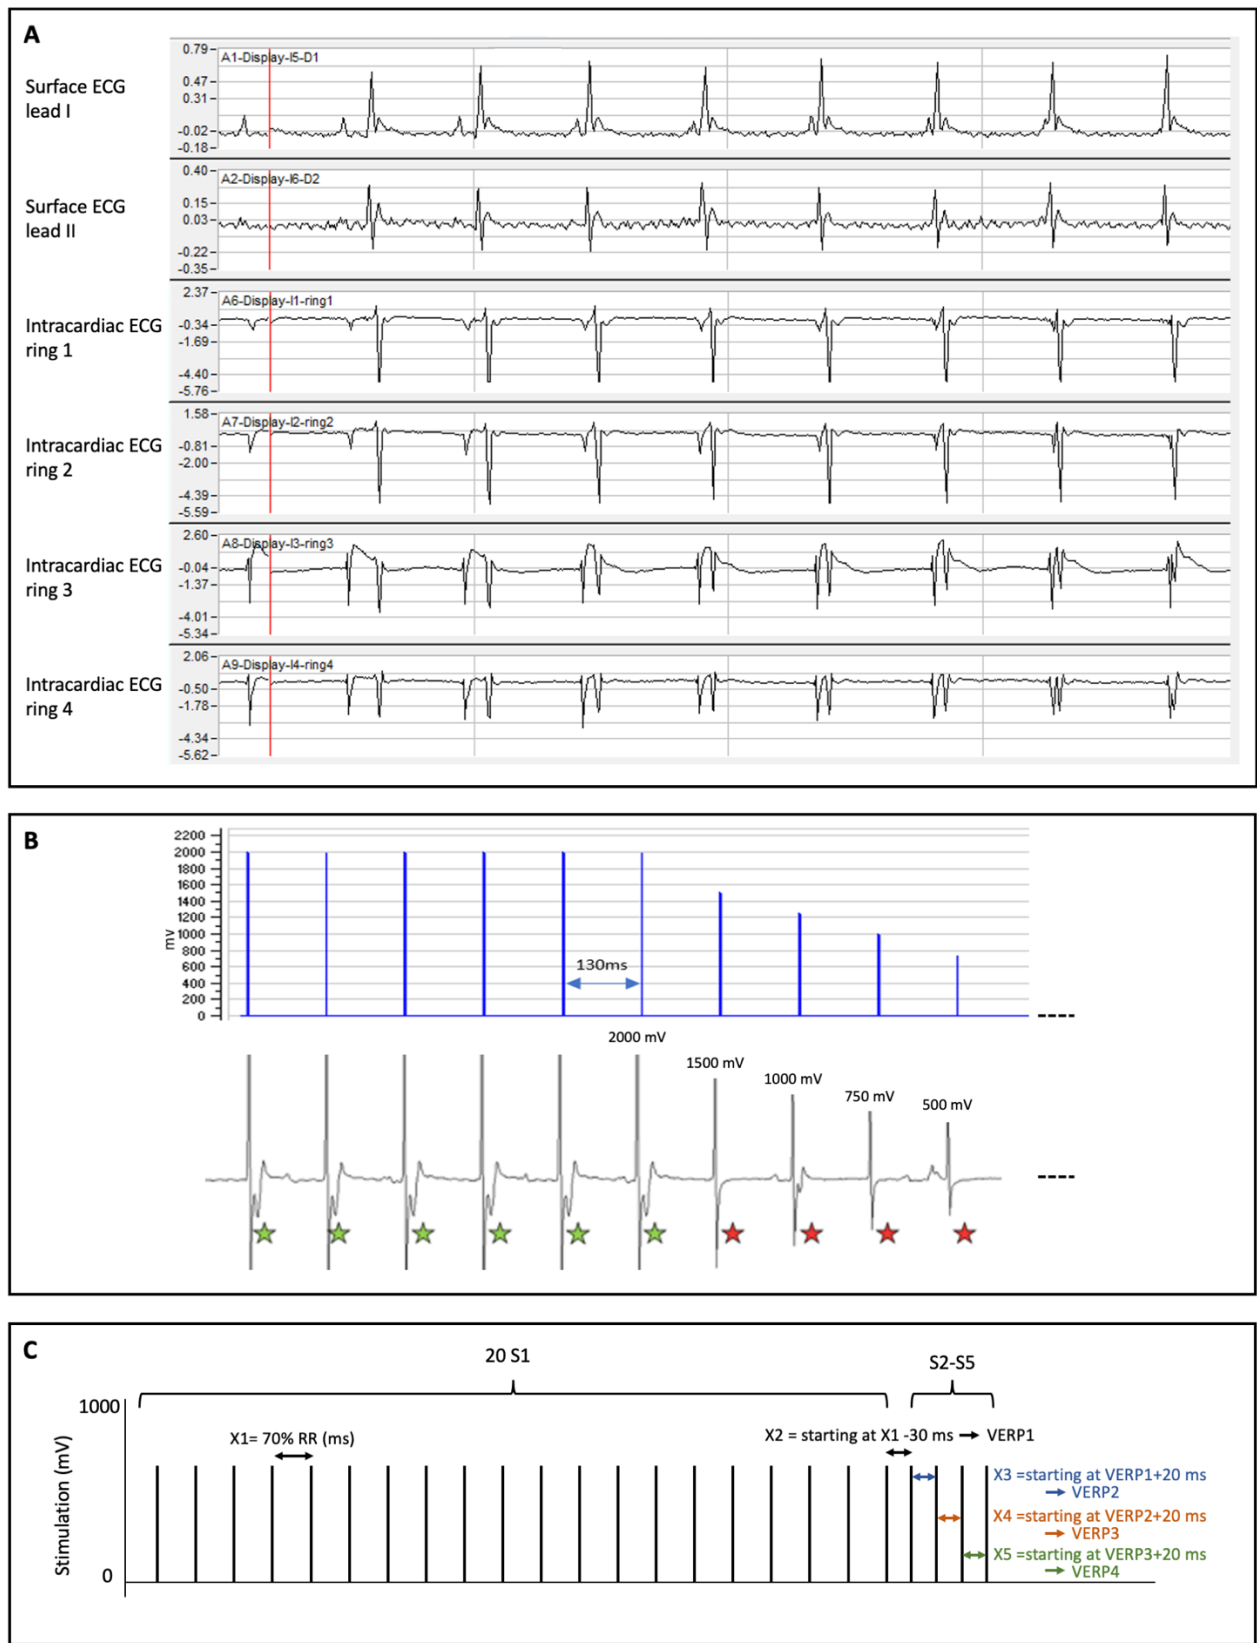 A
Surface ECG
lead I
0.79
0.47
0.31
-0.02
-0.18
A1-Display-I5-D1
Surface ECG
lead II
0.40
0.15
0.03
-0.22
-0.35
A2-Display-I6-D2
Intracardiac ECG
ring 1
2.37
-0.34
-1.69
-4.40
-5.76
A6-Display-I1-ring1
Intracardiac ECG
ring 2
1.58
-0.81
-2.00
-4.39
-5.59
A7-Display-I2-ring2
Intracardiac ECG
ring 3
2.60
-0.04
-1.37
-4.01
-5.34
A8-Display-I3-ring3
Intracardiac ECG
ring 4
2.06
-0.50
-1.78
-4.34
-5.62
A9-Display-I4-ring4
B
2200
2000
1800
1600
1400
1200
1000
800
600
400
200
0
mV
130ms
2000 mV
1500 mV
1000 mV
750 mV
500 mV
C
20 S1
S2-S5
1000
Stimulation (mV)
0
X1= 70% RR (ms)
X2 = starting at X1 -30 ms → VERP1
X3 =starting at VERP1+20 ms
→ VERP2
X4 =starting at VERP2+20 ms
→ VERP3
X5 =starting at VERP3+20 ms
→ VERP4